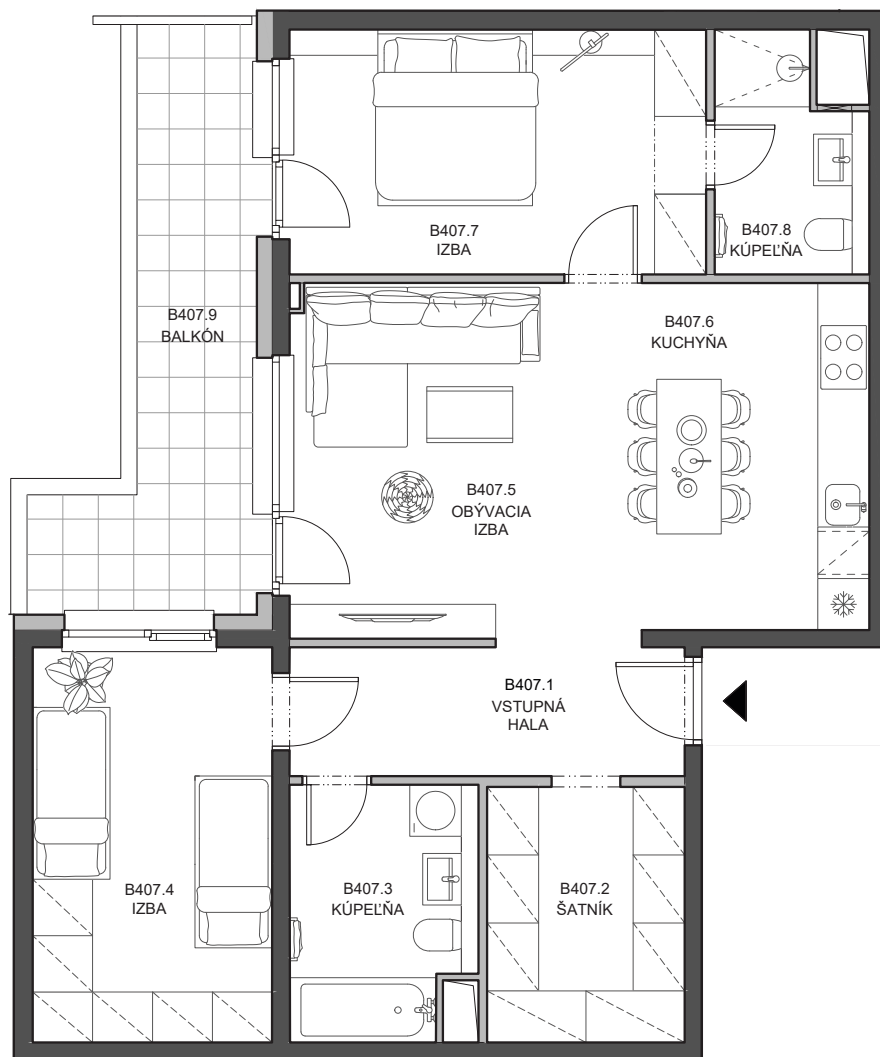 B407.7
IZBA
B407.8
KÚPEĽŇA
B407.9
BALKÓN
B407.6
KUCHYŇA
B407.5
OBÝVACIA
IZBA
B407.1
VSTUPNÁ
HALA
B407.4
IZBA
B407.3
KÚPEĽŇA
B407.2
ŠATNÍK